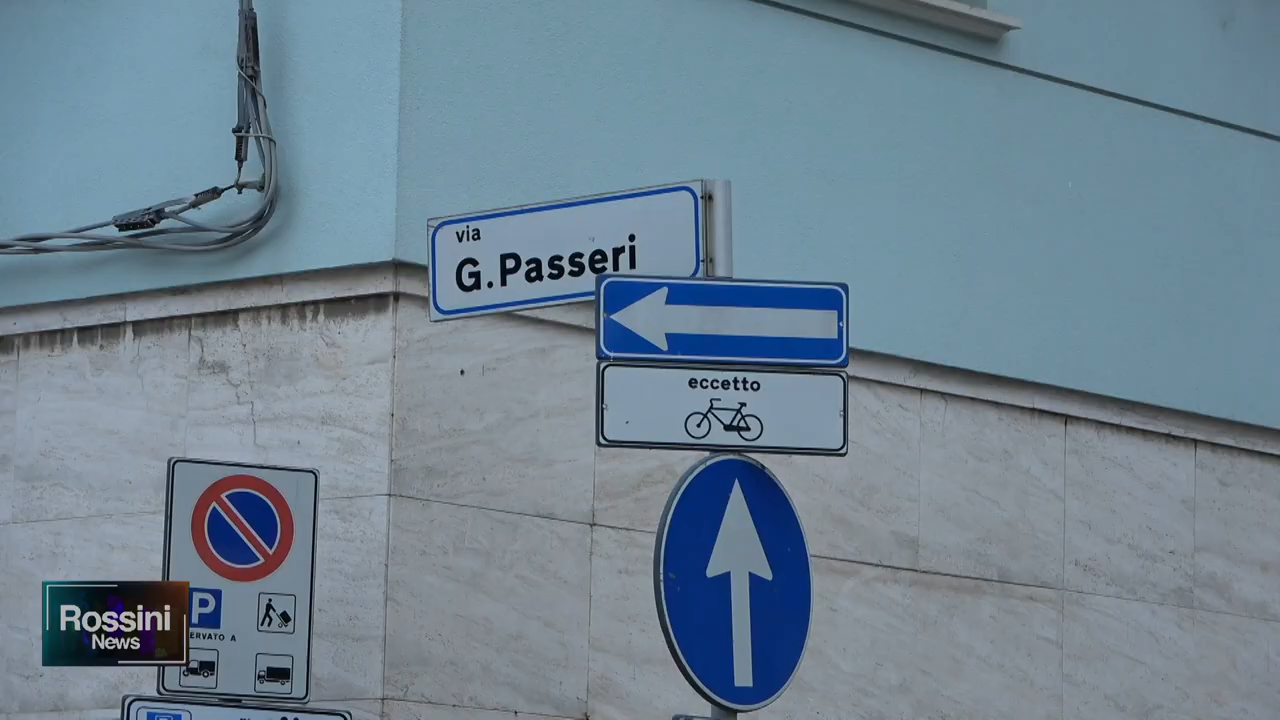 via
G.Passeri
eccetto
P
ERVATO A
Rossini
News